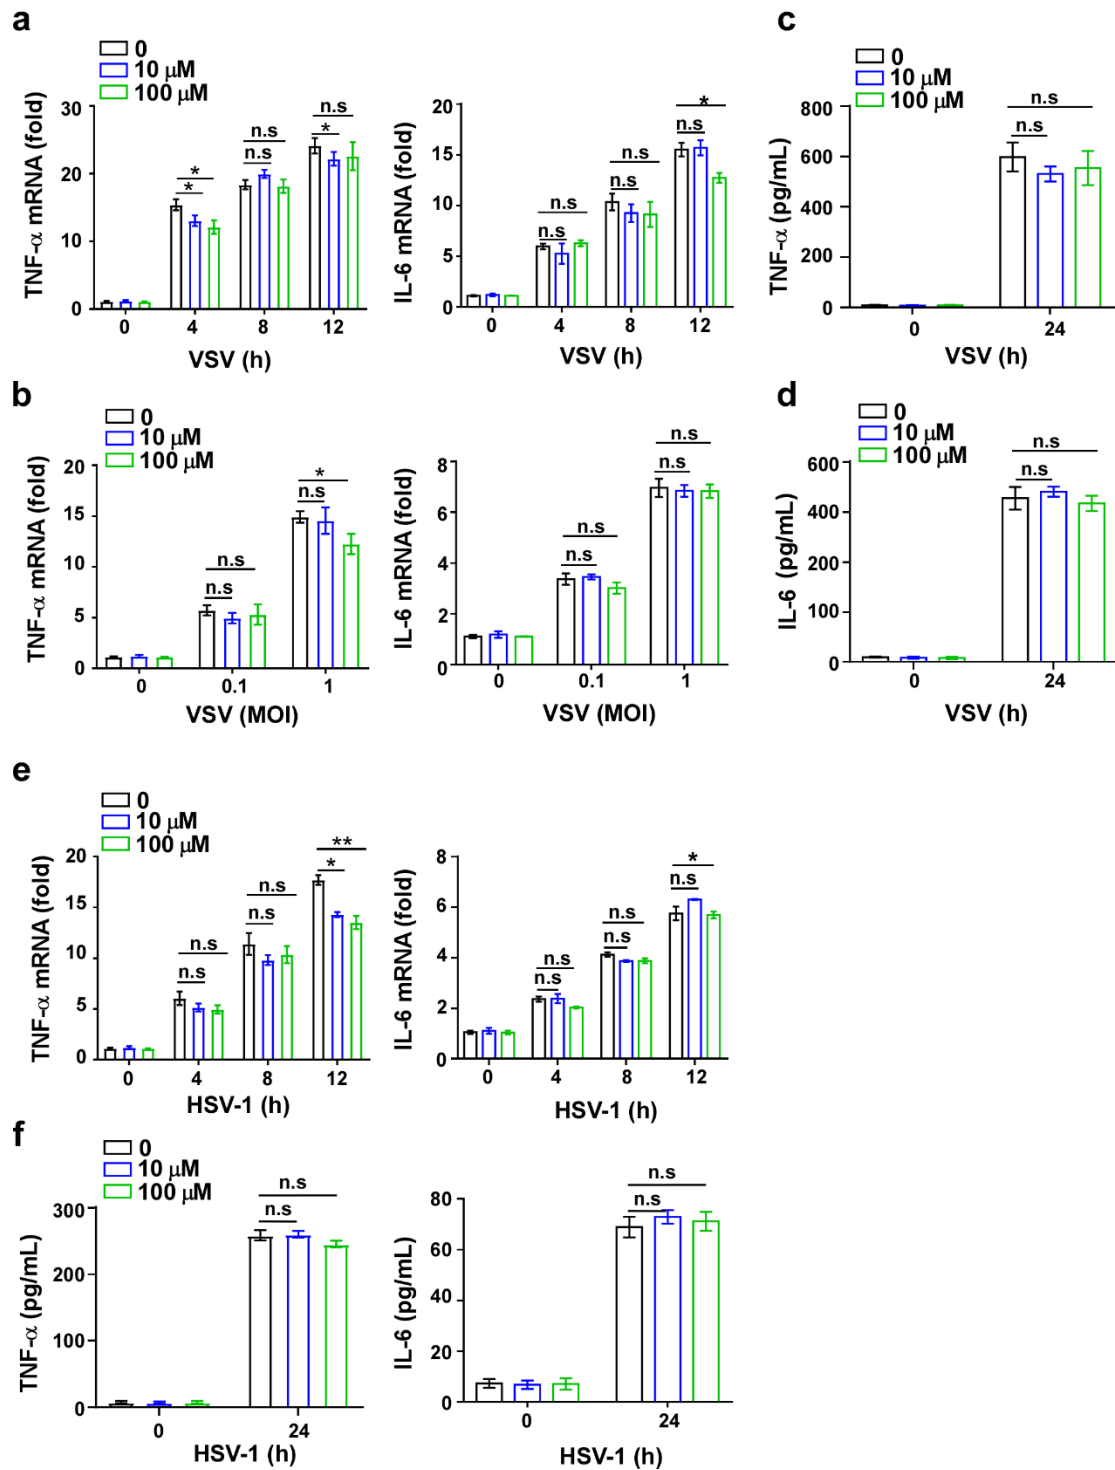 a
0
10 μM
100 μM
TNF-α mRNA (fold)
30
20
10
0
* * n.s n.s * n.s
0 4 8 12
VSV (h)
IL-6 mRNA (fold)
20
15
10
5
0
n.s n.s n.s n.s n.s *
0 4 8 12
VSV (h)
c
0
10 μM
100 μM
TNF-α (pg/mL)
800
600
400
200
0
n.s
n.s
0 24
VSV (h)
b
0
10 μM
100 μM
TNF-α mRNA (fold)
20
15
10
5
0
n.s n.s n.s *
0 0.1 1
VSV (MOI)
IL-6 mRNA (fold)
8
6
4
2
0
n.s n.s n.s n.s
0 0.1 1
VSV (MOI)
d
0
10 μM
100 μM
IL-6 (pg/mL)
600
400
200
100
0
n.s
n.s
0 24
VSV (h)
e
0
10 μM
100 μM
TNF-α mRNA (fold)
20
15
10
5
0
n.s n.s n.s n.s * **
0 4 8 12
HSV-1 (h)
IL-6 mRNA (fold)
8
6
4
2
0
n.s n.s n.s n.s n.s *
0 4 8 12
HSV-1 (h)
f
0
10 μM
100 μM
TNF-α (pg/mL)
300
200
100
0
n.s
n.s
0 24
HSV-1 (h)
IL-6 (pg/mL)
80
60
40
20
0
n.s
n.s
0 24
HSV-1 (h)